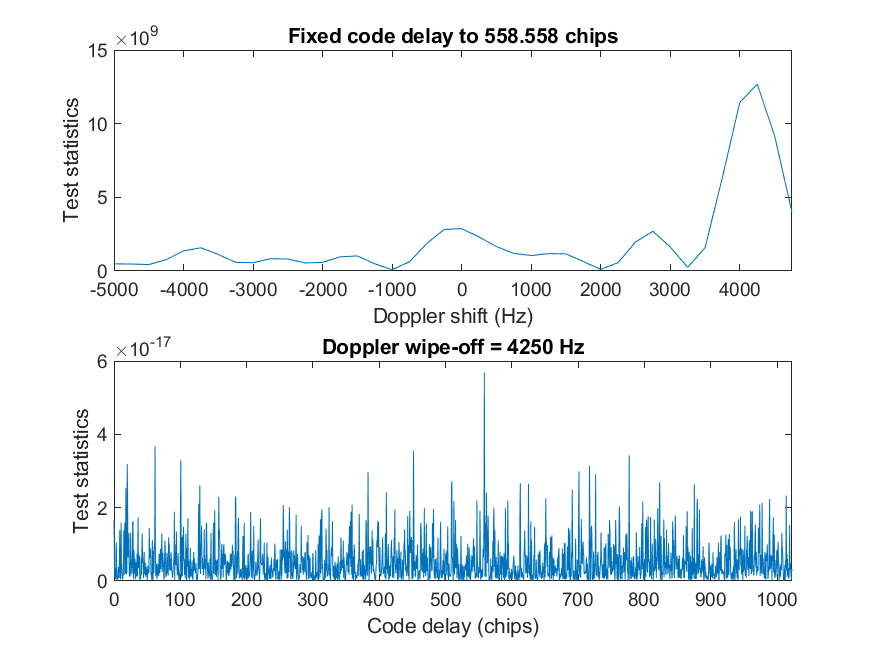 Fixed code delay to 558.558 chips
×10^9
15
10
5
0
Test statistics
-5000 -4000 -3000 -2000 -1000 0 1000 2000 3000 4000
Doppler shift (Hz)
Doppler wipe-off = 4250 Hz
×10^-17
6
4
2
0
Test statistics
0 100 200 300 400 500 600 700 800 900 1000
Code delay (chips)